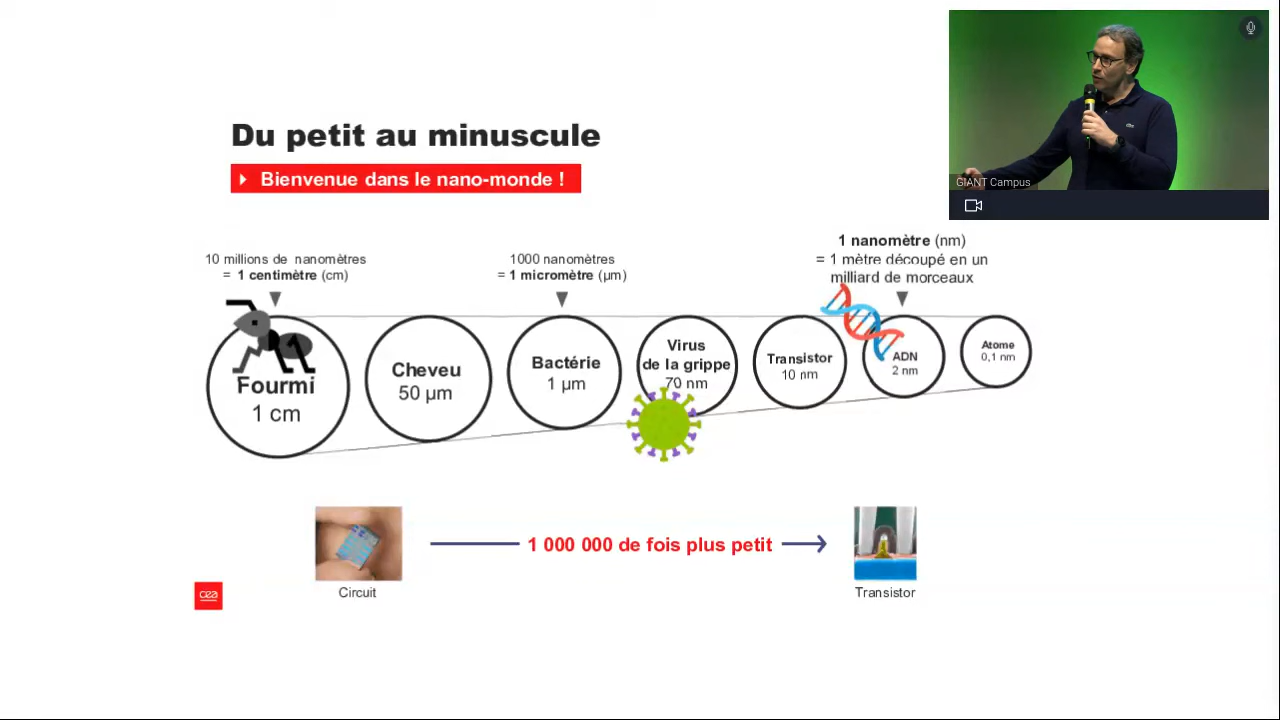 Du petit au minuscule
Bienvenue dans le nano-monde !
GIANT Campus
10 millions de nanomètres
= 1 centimètre (cm)
1000 nanomètres
= 1 micromètre (µm)
1 nanomètre (nm)
= 1 mètre découpé en un
milliard de morceaux
Fourmi
1 cm
Cheveu
50 µm
Bactérie
1 µm
Virus
de la grippe
70 nm
Transistor
10 nm
ADN
2 nm
Atome
0,1 nm
1 000 000 de fois plus petit
Circuit
Transistor
cea